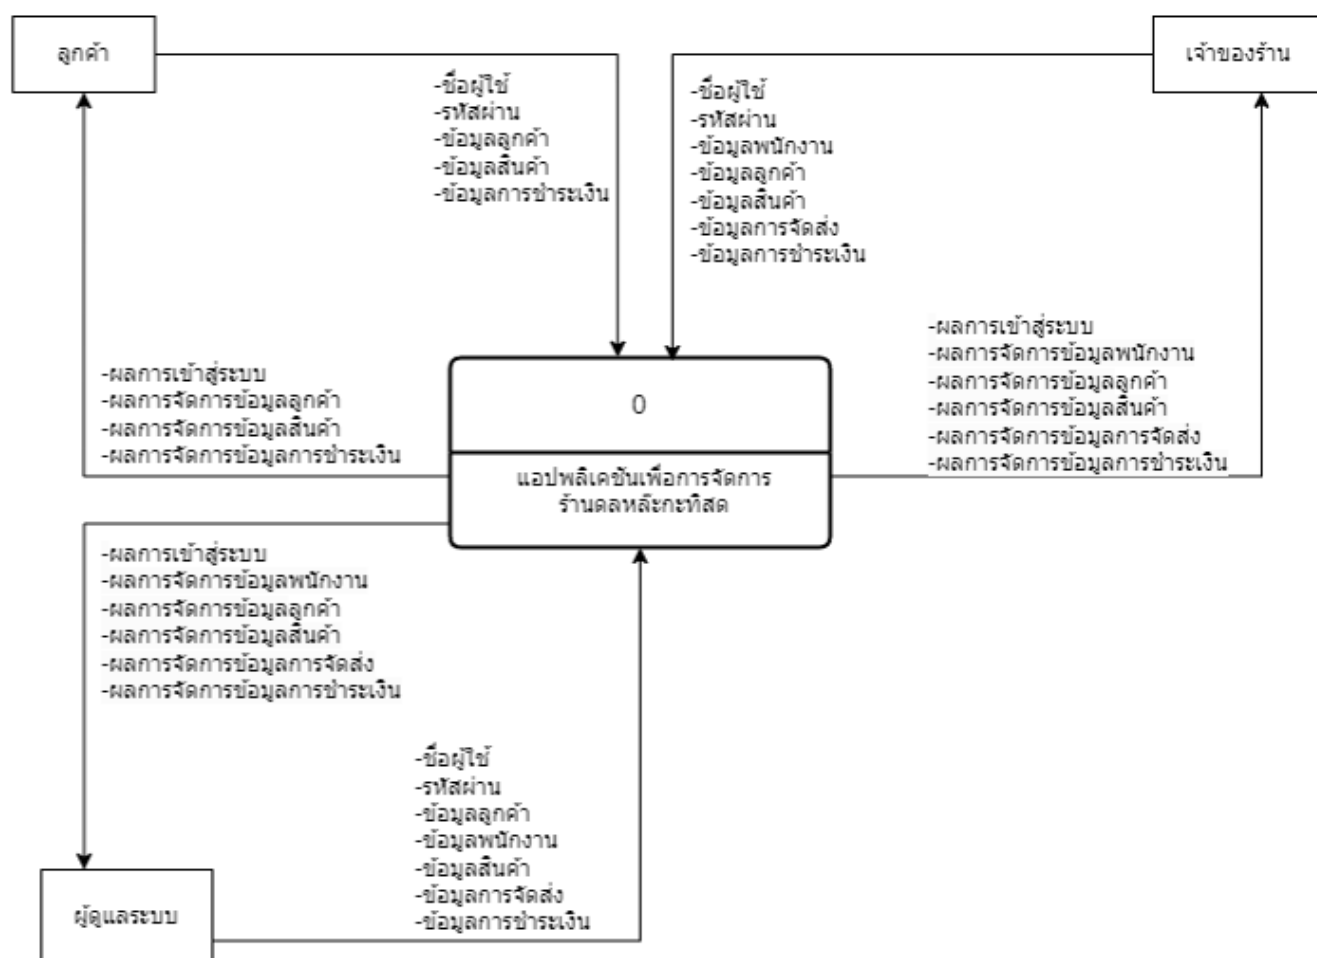 ลูกค้า
เจ้าของร้าน
-ชื่อผู้ใช้
-รหัสผ่าน
-ข้อมูลลูกค้า
-ข้อมูลสินค้า
-ข้อมูลการชำระเงิน
-ชื่อผู้ใช้
-รหัสผ่าน
-ข้อมูลพนักงาน
-ข้อมูลลูกค้า
-ข้อมูลสินค้า
-ข้อมูลการจัดส่ง
-ข้อมูลการชำระเงิน
-ผลการเข้าสู่ระบบ
-ผลการจัดการข้อมูลลูกค้า
-ผลการจัดการข้อมูลสินค้า
-ผลการจัดการข้อมูลการชำระเงิน
0
แอปพลิเคชันเพื่อการจัดการ
ร้านดลหล๊ะกะทิสด
-ผลการเข้าสู่ระบบ
-ผลการจัดการข้อมูลพนักงาน
-ผลการจัดการข้อมูลลูกค้า
-ผลการจัดการข้อมูลสินค้า
-ผลการจัดการข้อมูลการจัดส่ง
-ผลการจัดการข้อมูลการชำระเงิน
-ผลการเข้าสู่ระบบ
-ผลการจัดการข้อมูลพนักงาน
-ผลการจัดการข้อมูลลูกค้า
-ผลการจัดการข้อมูลสินค้า
-ผลการจัดการข้อมูลการจัดส่ง
-ผลการจัดการข้อมูลการชำระเงิน
-ชื่อผู้ใช้
-รหัสผ่าน
-ข้อมูลลูกค้า
-ข้อมูลพนักงาน
-ข้อมูลสินค้า
-ข้อมูลการจัดส่ง
-ข้อมูลการชำระเงิน
ผู้ดูแลระบบ